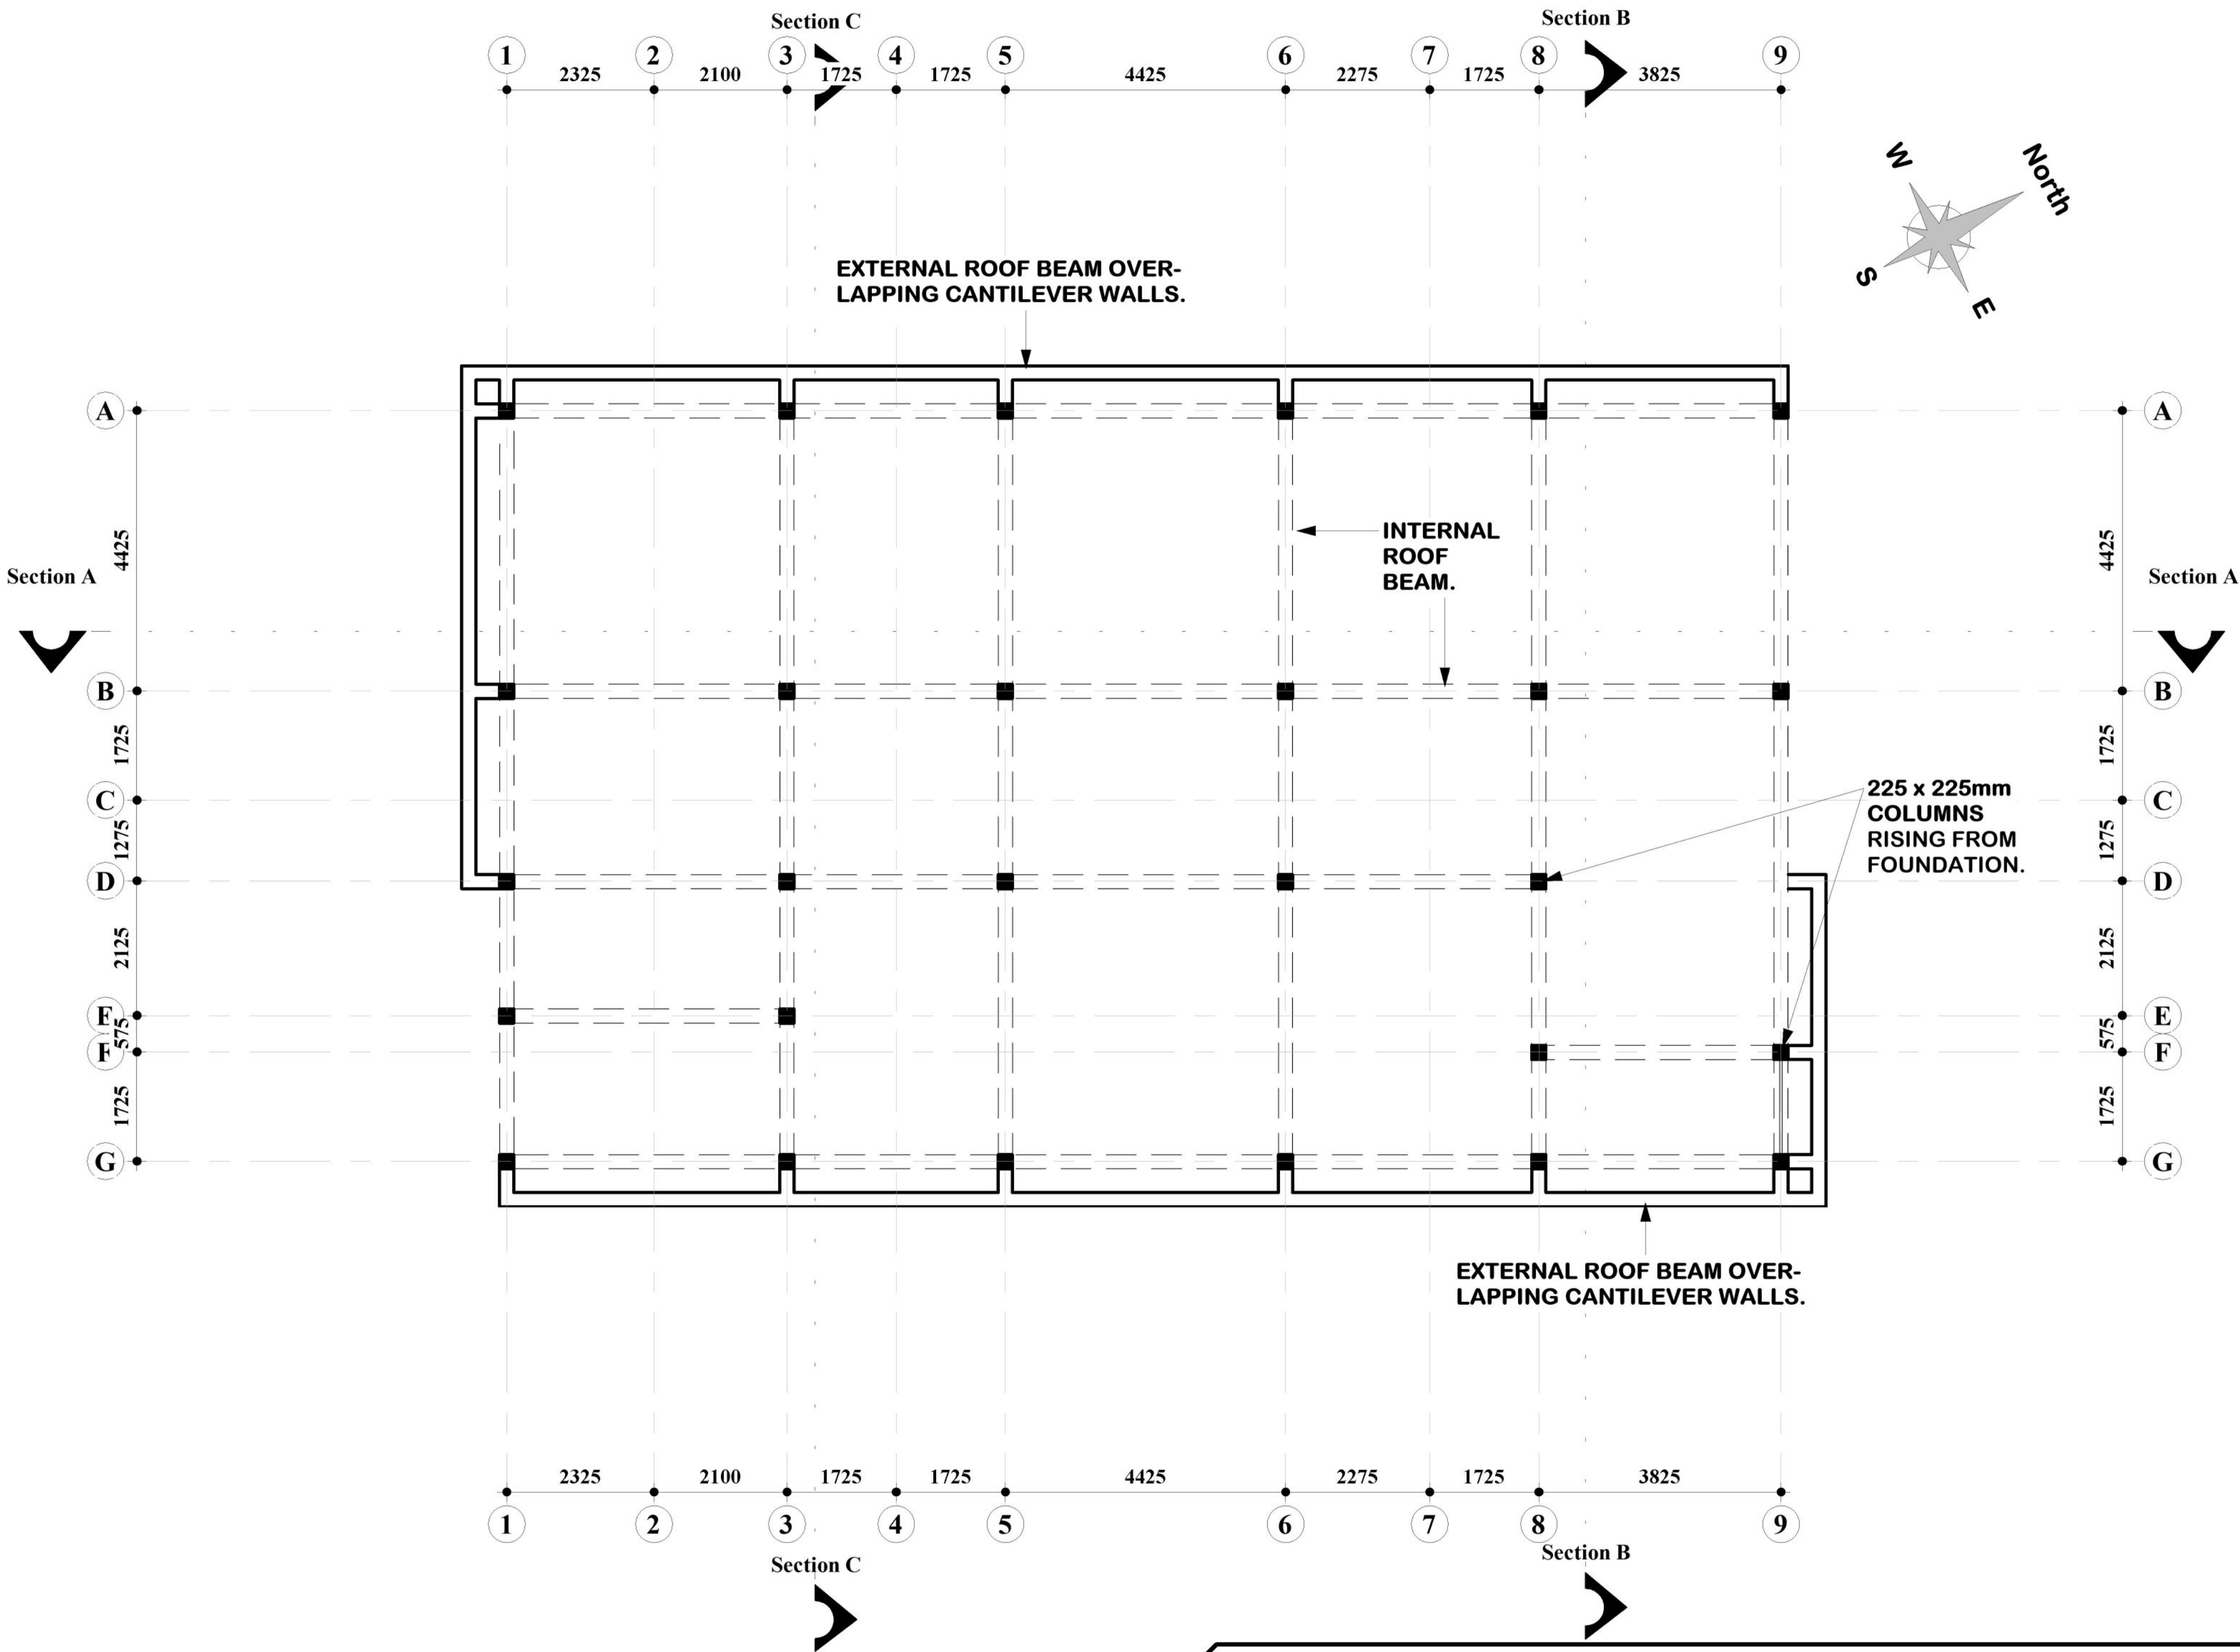 Section C
Section B
1 2 3 4 5 6 7 8 9
2325 2100 1725 1725 4425 2275 1725 3825
W
North
S
E
EXTERNAL ROOF BEAM OVER-
LAPPING CANTILEVER WALLS.
A
A
4425
4425
INTERNAL
ROOF
BEAM.
Section A
Section A
B
B
1725
1725
225 x 225mm
COLUMNS
RISING FROM
FOUNDATION.
C
C
1275
1275
D
D
2125
2125
E
E
575
575
F
F
1725
1725
G
G
EXTERNAL ROOF BEAM OVER-
LAPPING CANTILEVER WALLS.
2325 2100 1725 1725 4425 2275 1725 3825
1 2 3 4 5 6 7 8 9
Section C
Section B